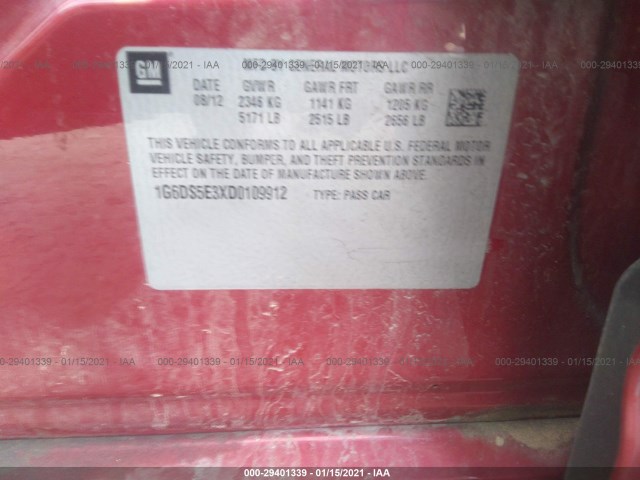 000-29401339 - 01/15/2021 - IAA
GM
GENERAL MOTORS LLC
DATE GVWR GAWR FRT GAWR RR
08/12 2346 KG 1141 KG 1205 KG
5171 LB 2515 LB 2656 LB
THIS VEHICLE CONFORMS TO ALL APPLICABLE U.S. FEDERAL MOTOR
VEHICLE SAFETY, BUMPER, AND THEFT PREVENTION STANDARDS
IN EFFECT ON THE DATE OF MANUFACTURE SHOWN ABOVE.
1G6DS5E3XD0109912 TYPE: PASS CAR
000-29401339 - 01/15/2021 - IAA
000-29401339 - 01/15/2021 - IAA